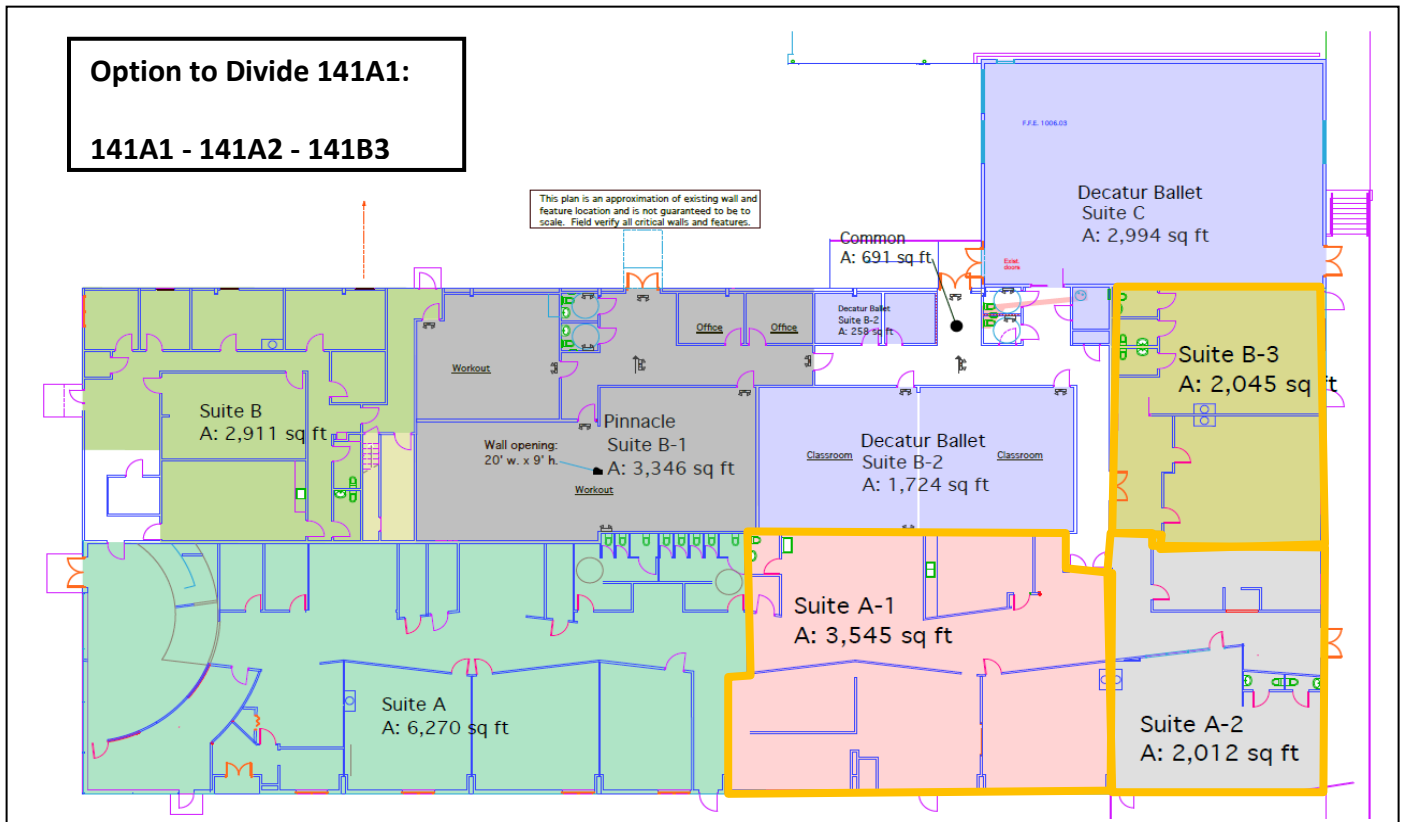 Option to Divide 141A1:
141A1 - 141A2 - 141B3
This plan is an approximation of existing wall and
feature location and is not guaranteed to be to
scale. Field verify all critical walls and features.
F.F.E. 1006.03
Decatur Ballet
Suite C
A: 2,994 sq ft
Common
A: 691 sq ft
Exist.
doors
Decatur Ballet
Suite B-2
A: 258 sq ft
Office
Office
Workout
Suite B-3
A: 2,045 sq ft
Suite B
A: 2,911 sq ft
Pinnacle
Suite B-1
A: 3,346 sq ft
Wall opening:
20' w. x 9' h.
Workout
Decatur Ballet
Suite B-2
A: 1,724 sq ft
Classroom
Classroom
Suite A-1
A: 3,545 sq ft
Suite A
A: 6,270 sq ft
Suite A-2
A: 2,012 sq ft